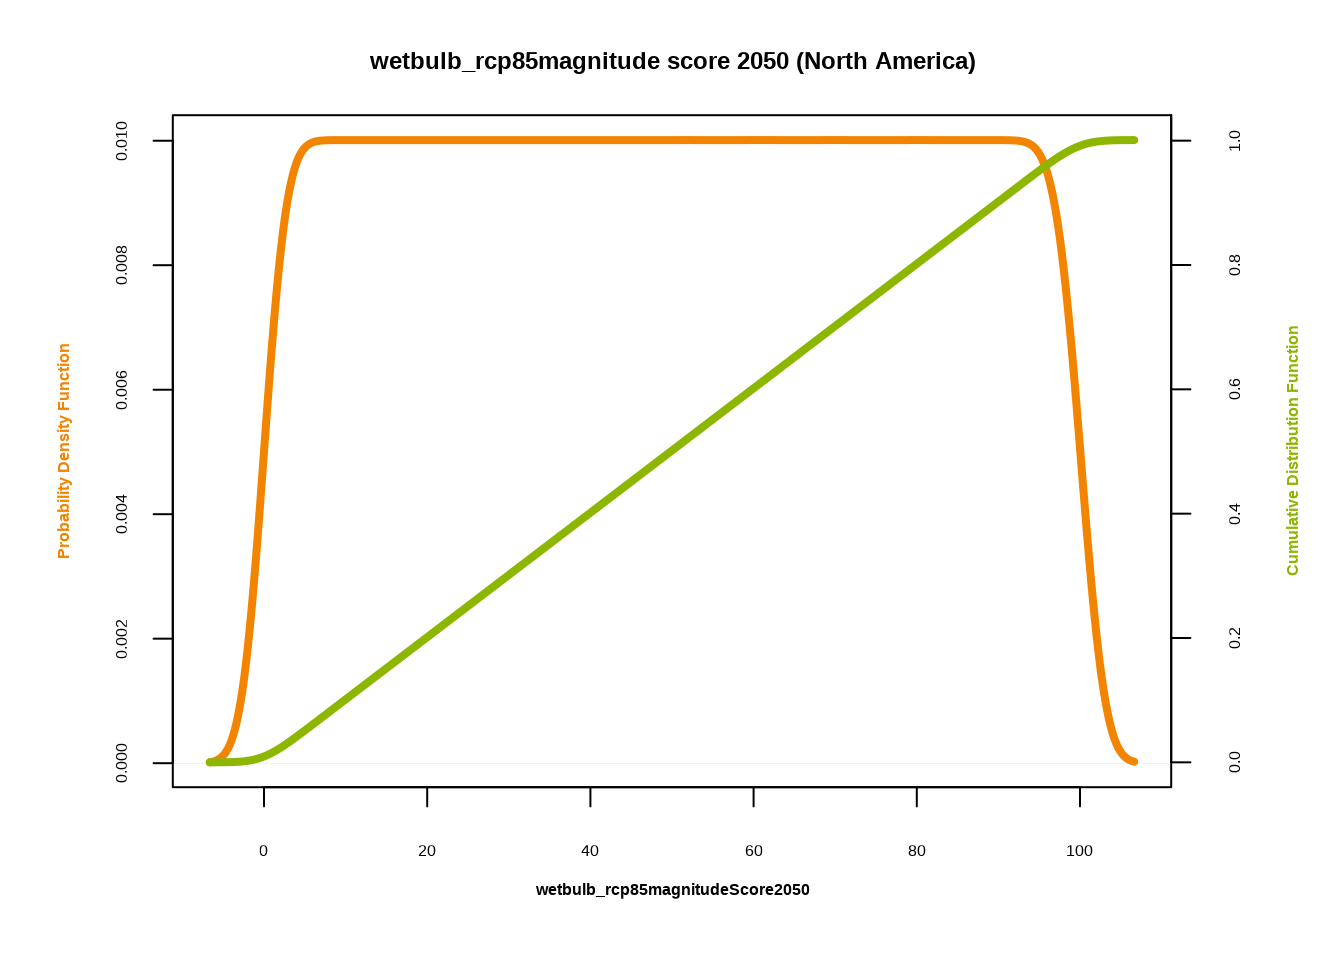 wetbulb_rcp85magnitude score 2050 (North America)
Probability Density Function
0.010
0.008
0.006
0.004
0.002
0.000
1.0
0.8
0.6
0.4
0.2
0.0
Cumulative Distribution Function
0 20 40 60 80 100
wetbulb_rcp85magnitudeScore2050